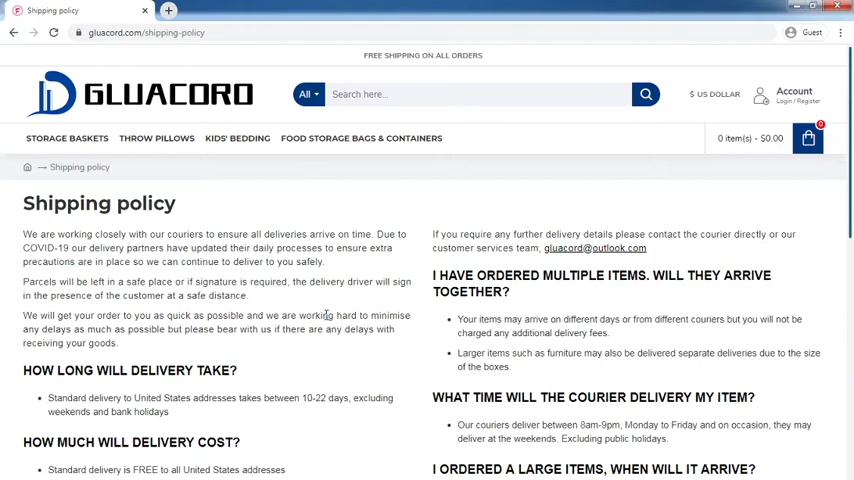 Shipping policy
gluacord.com/shipping-policy
Guest
FREE SHIPPING ON ALL ORDERS
GLUACORD
All
Search here...
$ US DOLLAR
Account
Login / Register
STORAGE BASKETS THROW PILLOWS KIDS' BEDDING FOOD STORAGE BAGS & CONTAINERS
0 item(s) - $0.00
0
Shipping policy
Shipping policy
We are working closely with our couriers to ensure all deliveries arrive on time. Due to
COVID-19 our delivery partners have updated their daily processes to ensure extra
precautions are in place so we can continue to deliver to you safely.
Parcels will be left in a safe place or if signature is required, the delivery driver will sign
in the presence of the customer at a safe distance.
We will get your order to you as quick as possible and we are working hard to minimise
any delays as much as possible but please bear with us if there are any delays with
receiving your goods.
HOW LONG WILL DELIVERY TAKE?
Standard delivery to United States addresses takes between 10-22 days, excluding
weekends and bank holidays
HOW MUCH WILL DELIVERY COST?
Standard delivery is FREE to all United States addresses
If you require any further delivery details please contact the courier directly or our
customer services team, gluacord@outlook.com
I HAVE ORDERED MULTIPLE ITEMS. WILL THEY ARRIVE
TOGETHER?
Your items may arrive on different days or from different couriers but you will not be
charged any additional delivery fees.
Larger items such as furniture may also be delivered separate deliveries due to the size
of the boxes.
WHAT TIME WILL THE COURIER DELIVERY MY ITEM?
Our couriers deliver between 8am-9pm, Monday to Friday and on occasion, they may
deliver at the weekends. Excluding public holidays.
I ORDERED A LARGE ITEMS, WHEN WILL IT ARRIVE?